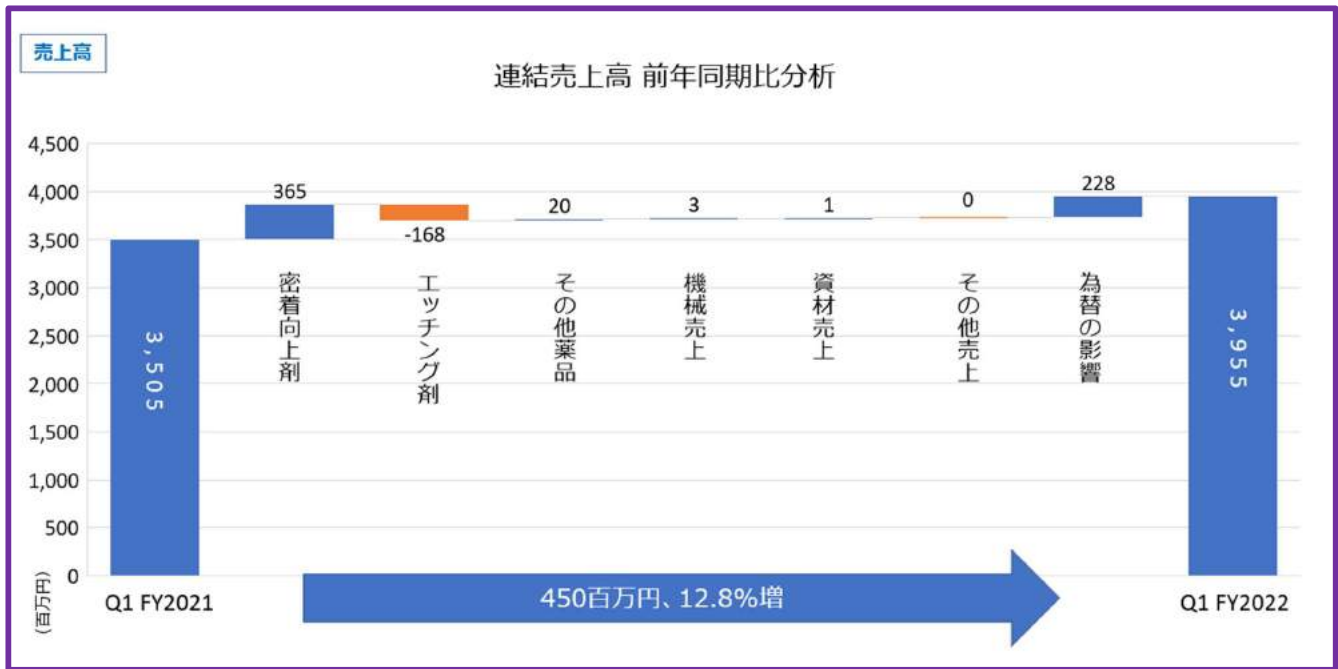 売上高
連結売上高 前年同期比分析
4,500
4,000
3,500
3,000
2,500
2,000
1,500
1,000
500
0
(百万円)
3,505
365
密着向上剤
-168
エッチング剤
20
その他薬品
3
機械売上
1
資材売上
0
その他売上
228
為替の影響
3,955
Q1 FY2021
450百万円、12.8%増
Q1 FY2022